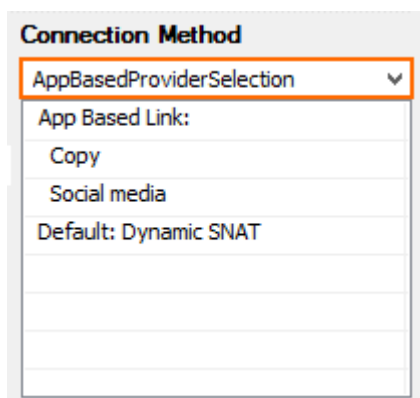 Connection Method
AppBasedProviderSelection
App Based Link:
Copy
Social media
Default: Dynamic SNAT